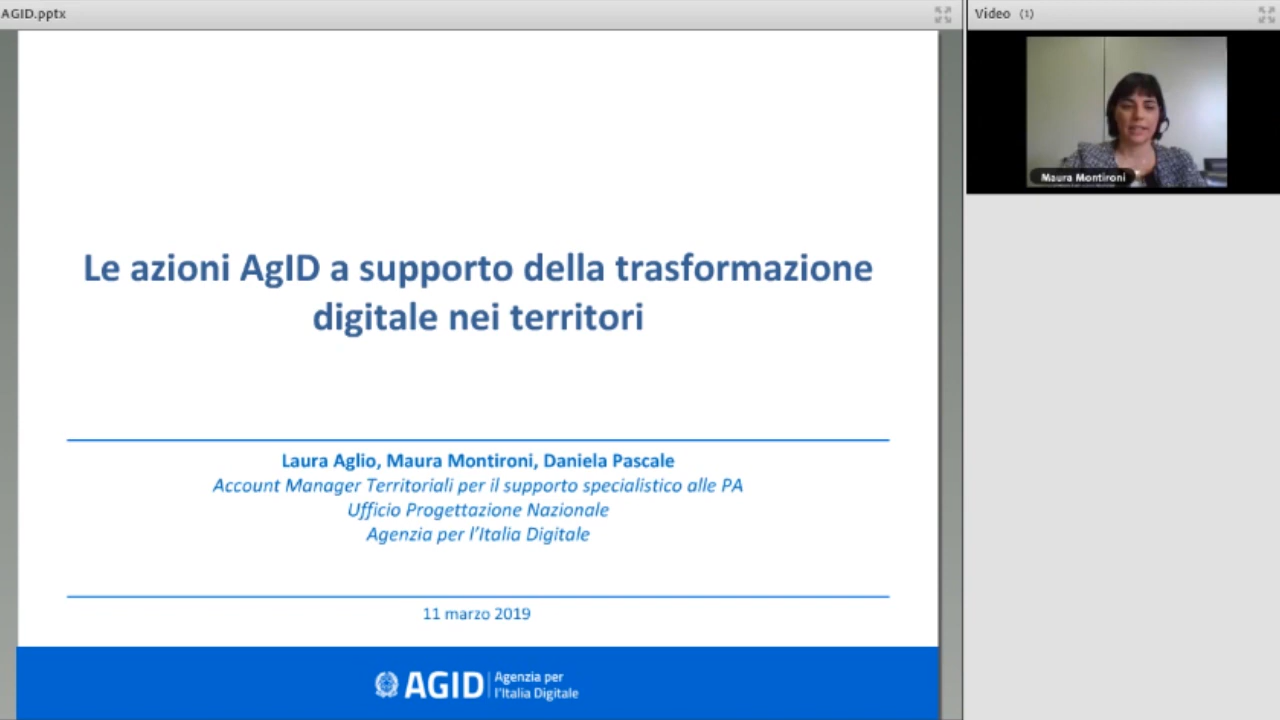 AGID.pptx
Video (1)
Maura Montironi
Le azioni AgID a supporto della trasformazione
digitale nei territori
Laura Aglio, Maura Montironi, Daniela Pascale
Account Manager Territoriali per il supporto specialistico alle PA
Ufficio Progettazione Nazionale
Agenzia per l'Italia Digitale
11 marzo 2019
AGID Agenzia per
l'Italia Digitale